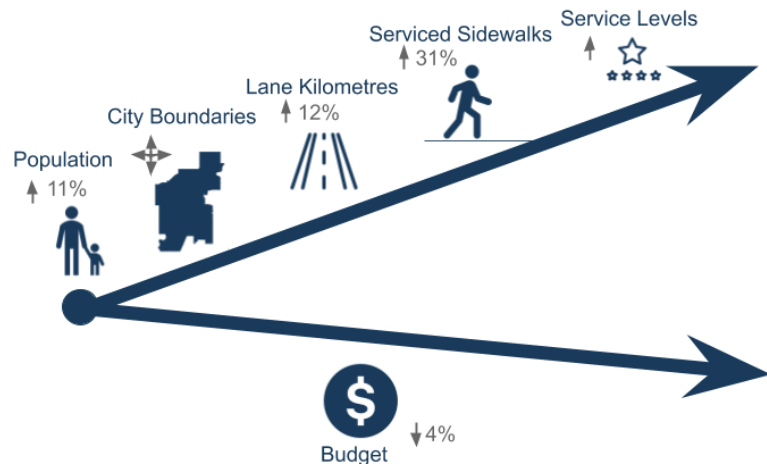 Population
↑ 11%
City Boundaries
Lane Kilometres
↑ 12%
Serviced Sidewalks
↑ 31%
Service Levels
↑
$
Budget
↓4%